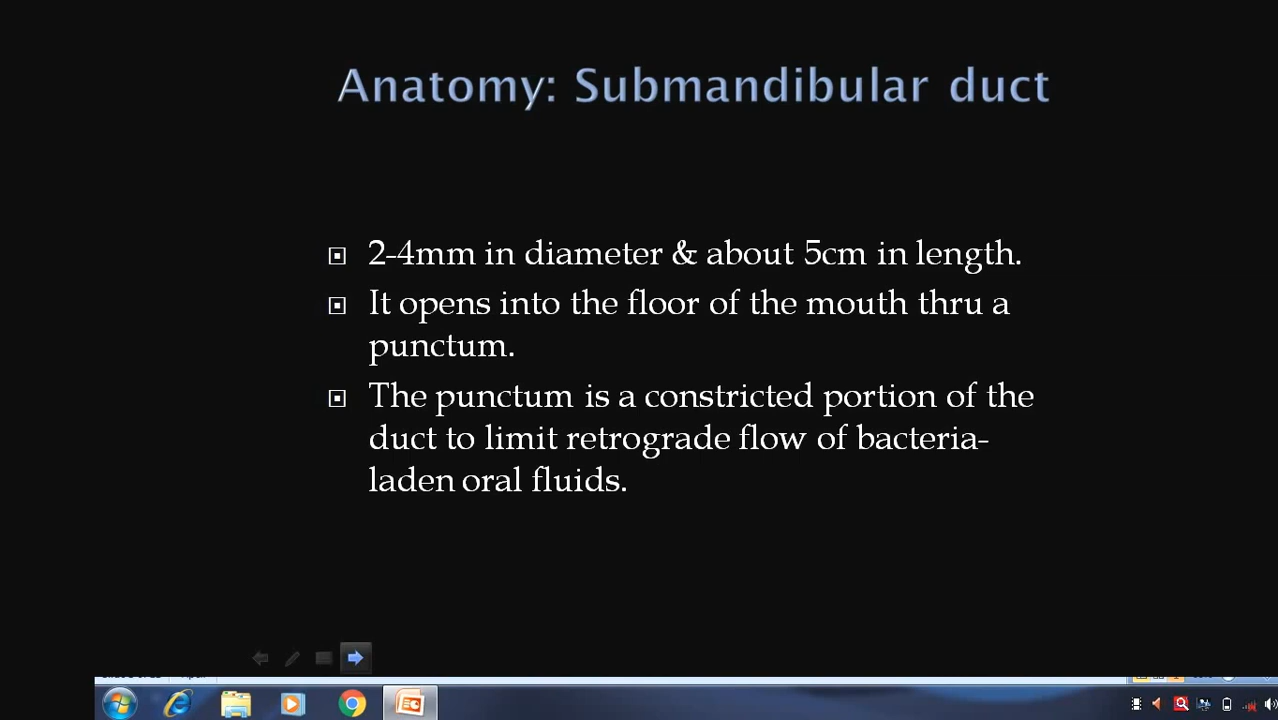 Anatomy: Submandibular duct
2-4mm in diameter & about 5cm in length.
It opens into the floor of the mouth thru a
punctum.
The punctum is a constricted portion of the
duct to limit retrograde flow of bacteria-
laden oral fluids.